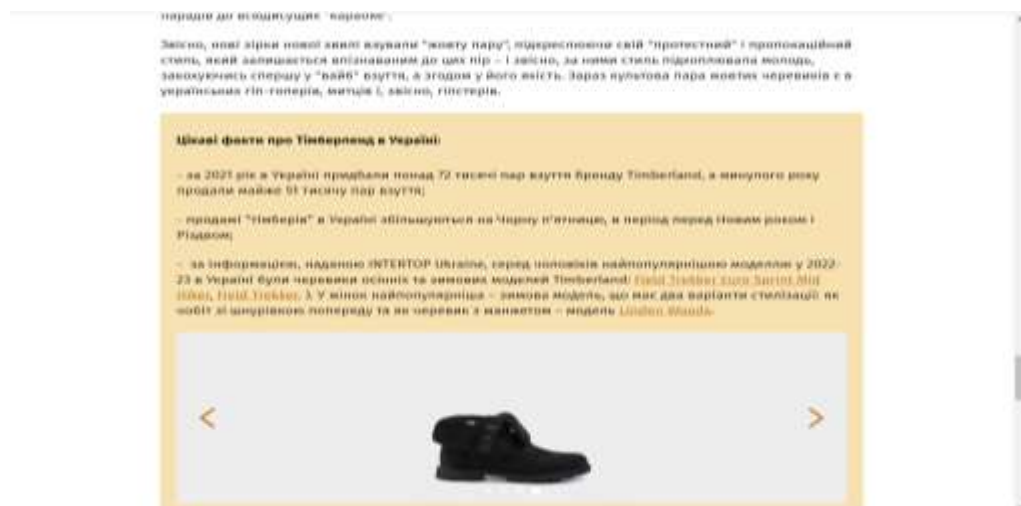 парадів до всюдисущих "караоке".
Звісно, нові зірки нової хвилі взували "жовту пару", підкреслюючи свій "протестний" і провокаційний
стиль, який залишається впізнаваним до цих пір – і звісно, за ними стиль підхоплювала молодь,
закохуючись спершу у "вайб" взуття, а згодом у його якість. Зараз культова пара жовтих черевиків є в
українських гіп-гоперів, митців і, звісно, гіпстерів.
Цікаві факти про Тімберленд в Україні:
– за 2021 рік в Україні придбали понад 72 тисячі пар взуття бренду Timberland, а минулого року
продали майже 51 тисячу пар взуття;
– продажі "тімберів" в Україні збільшуються на Чорну п'ятницю, в період перед Новим роком і
Різдвом;
– за інформацією, наданою INTERTOP Ukraine, серед чоловіків найпопулярнішою моделлю у 2022-
23 в Україні були черевики осінніх та зимових моделей Timberland: Field Trekker Euro Sprint Mid
Hiker, Field Trekker. ). У жінок найпопулярніша – зимова модель, що має два варіанти стилізації: як
чобіт зі шнурівкою попереду та як черевик з манжетом – модель Linden Woods.